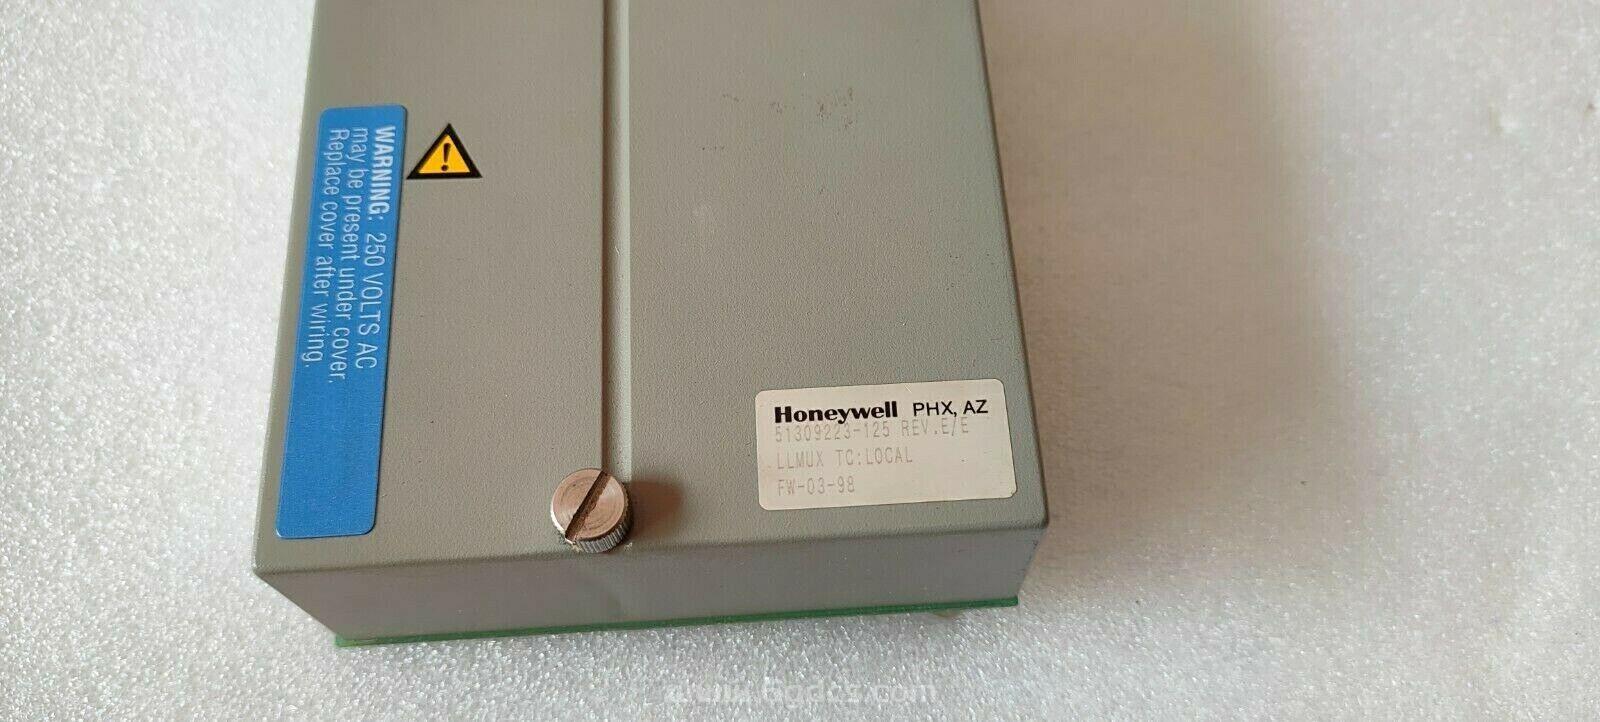 WARNING: 250 VOLTS AC
may be present under cover.
Replace cover after wiring.
!
Honeywell PHX, AZ
51309223-125 REV.E/E
LLMUX TC:LOCAL
FW-03-98